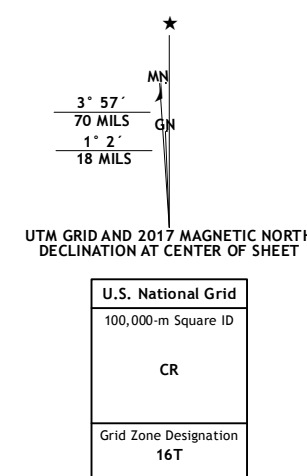 MN
GN
3° 57´
70 MILS
1° 2´
18 MILS
UTM GRID AND 2017 MAGNETIC NORTH
DECLINATION AT CENTER OF SHEET
U.S. National Grid
100,000-m Square ID
CR
Grid Zone Designation
16T